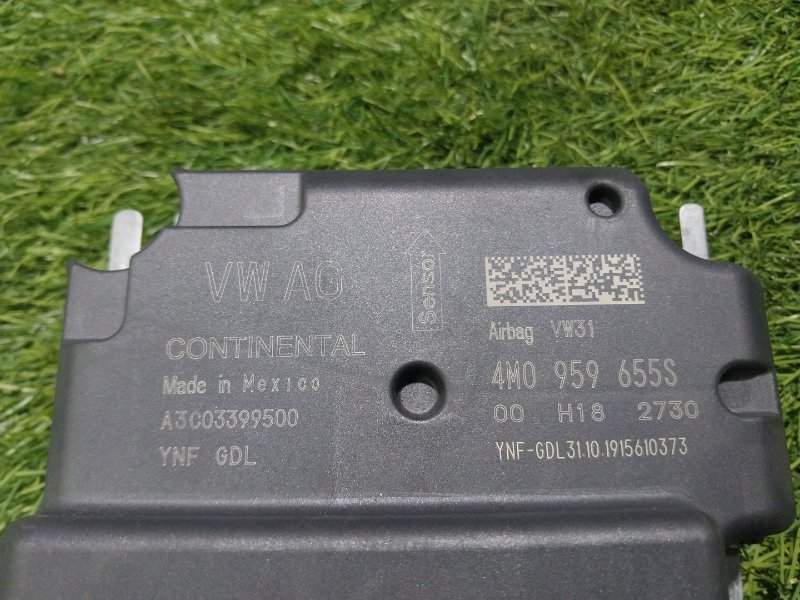 VW AG
CONTINENTAL
Made in Mexico
A3C03399500
YNF GDL
Sensor
Airbag VW31
4M0 959 655S
00 H18 2730
YNF-GDL31.10.1915610373